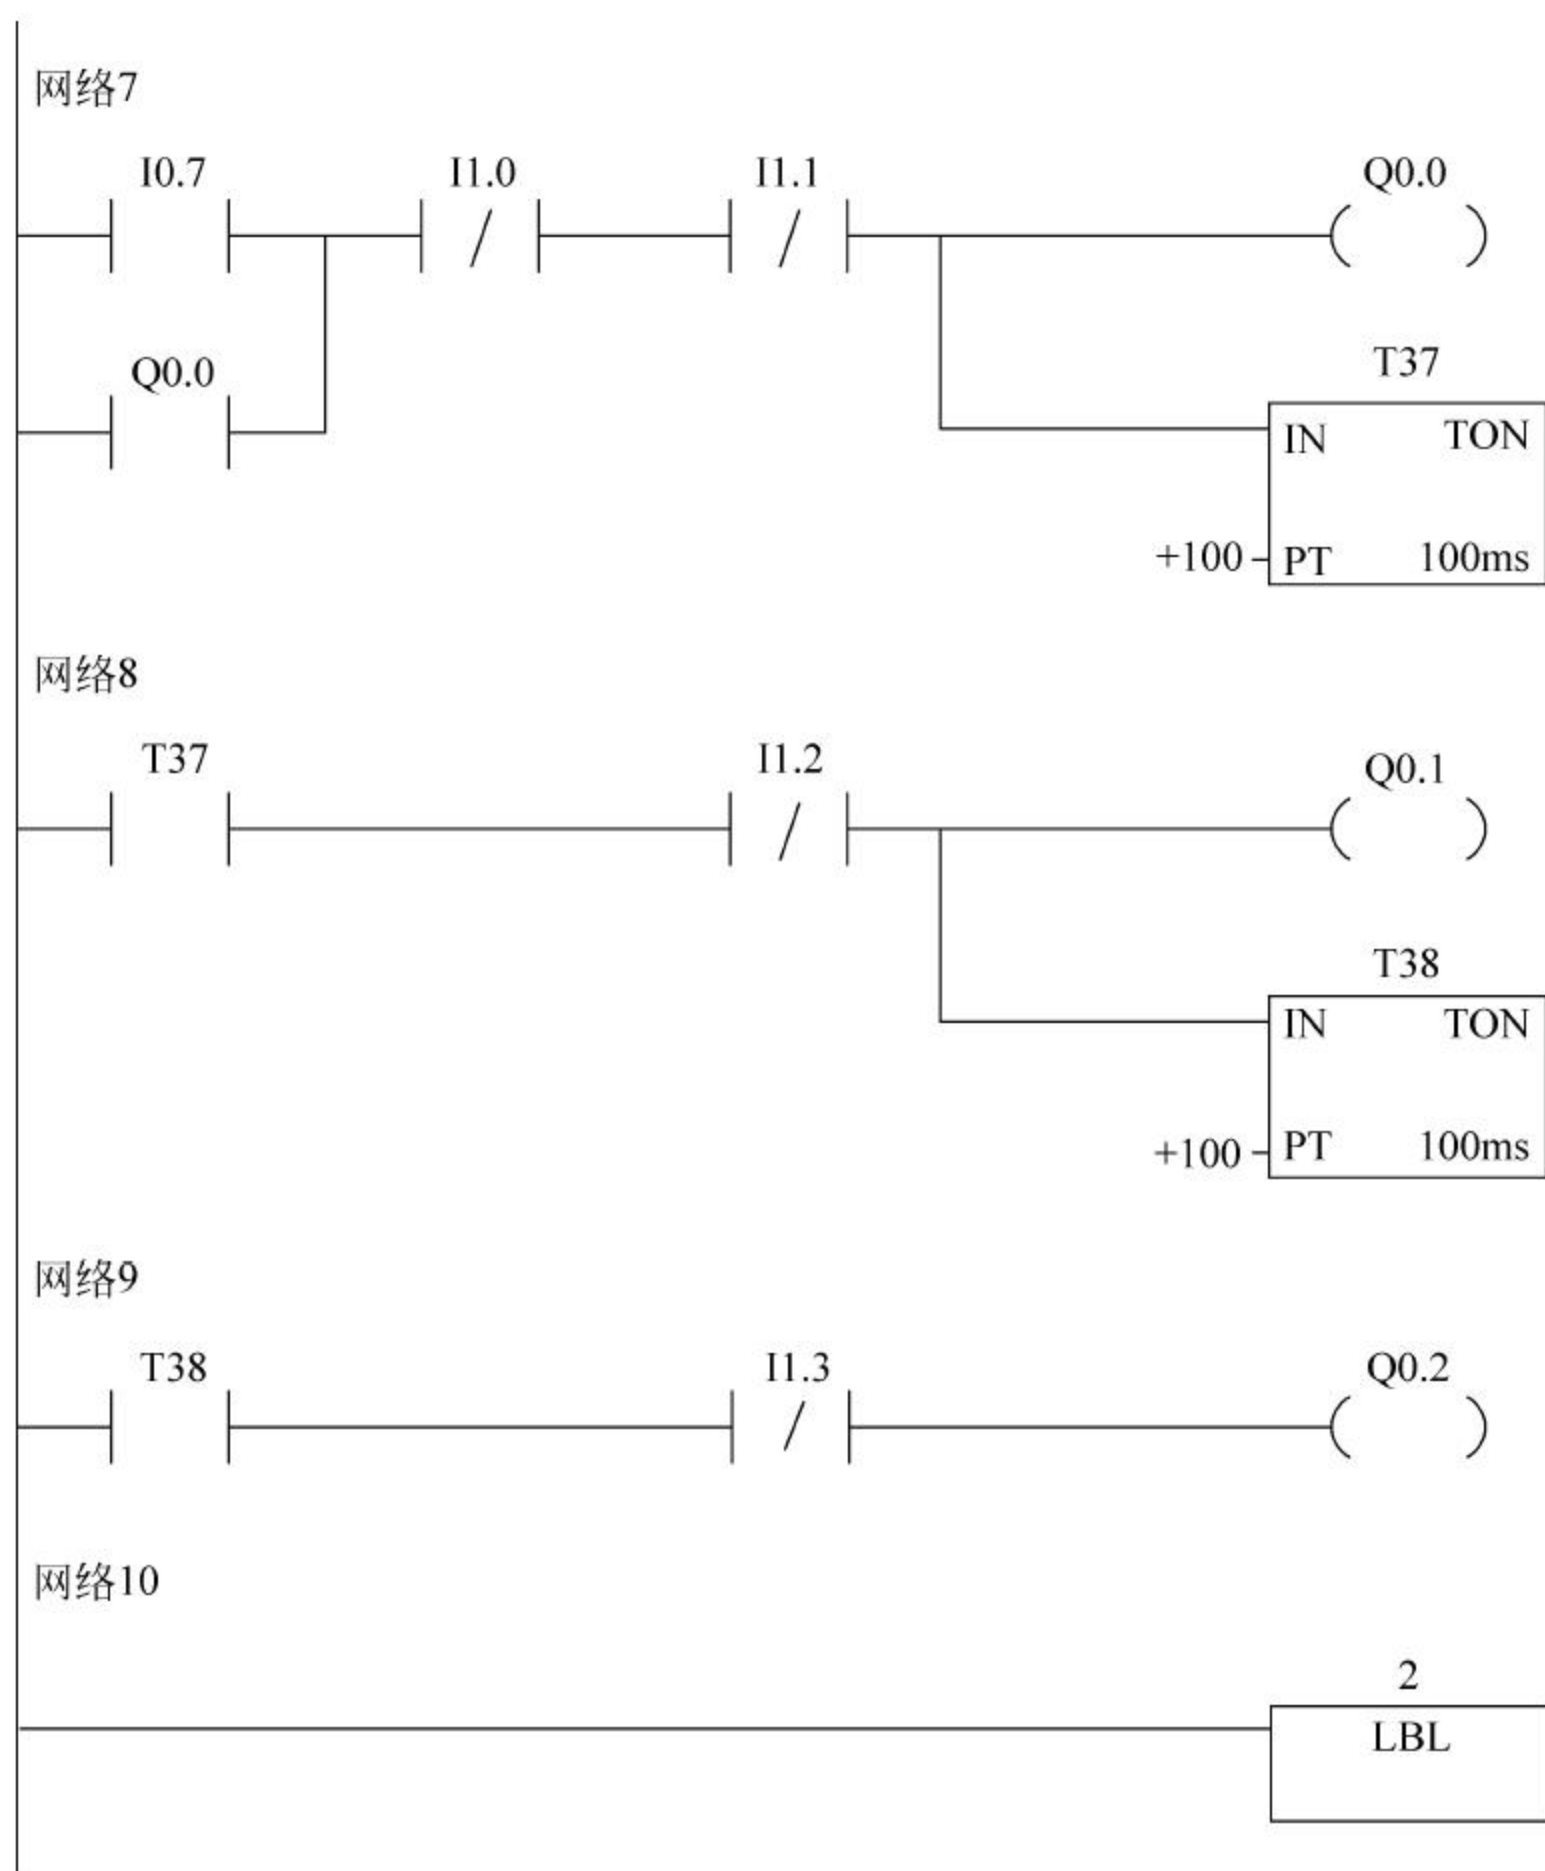 网络7
I0.7 I1.0 I1.1 Q0.0
Q0.0 T37
IN TON
+100 PT 100ms
网络8
T37 I1.2 Q0.1
T38
IN TON
+100 PT 100ms
网络9
T38 I1.3 Q0.2
网络10
2
LBL